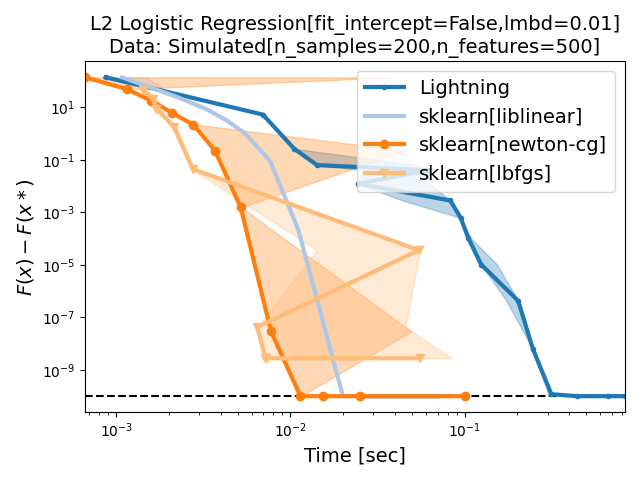 L2 Logistic Regression[fit_intercept=False,lmbd=0.01]
Data: Simulated[n_samples=200,n_features=500]
F(x) − F(x*)
10¹
10⁻¹
10⁻³
10⁻⁵
10⁻⁷
10⁻⁹
Lightning
sklearn[liblinear]
sklearn[newton-cg]
sklearn[lbfgs]
10⁻³
10⁻²
10⁻¹
Time [sec]